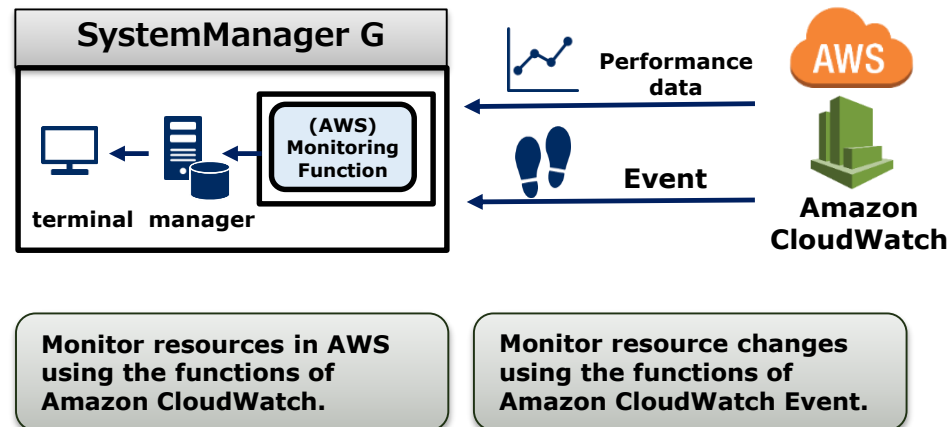 SystemManager G
(AWS)
Monitoring
Function
terminal manager
Performance
data
Event
AWS
Amazon
CloudWatch
Monitor resources in AWS
using the functions of
Amazon CloudWatch.
Monitor resource changes
using the functions of
Amazon CloudWatch Event.